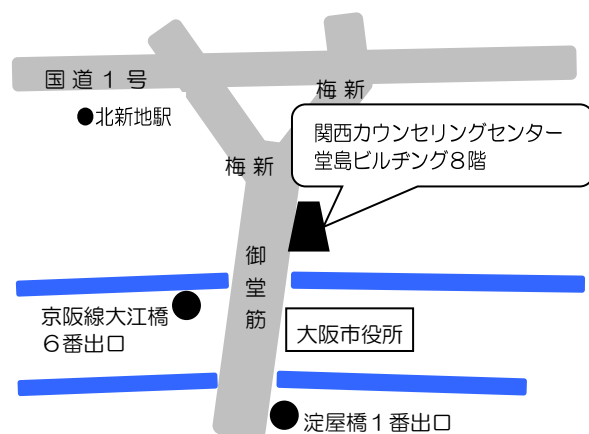 国道１号
梅新
●北新地駅
関西カウンセリングセンター
堂島ビルヂング８階
梅新
御堂筋
京阪線大江橋
６番出口
大阪市役所
淀屋橋１番出口